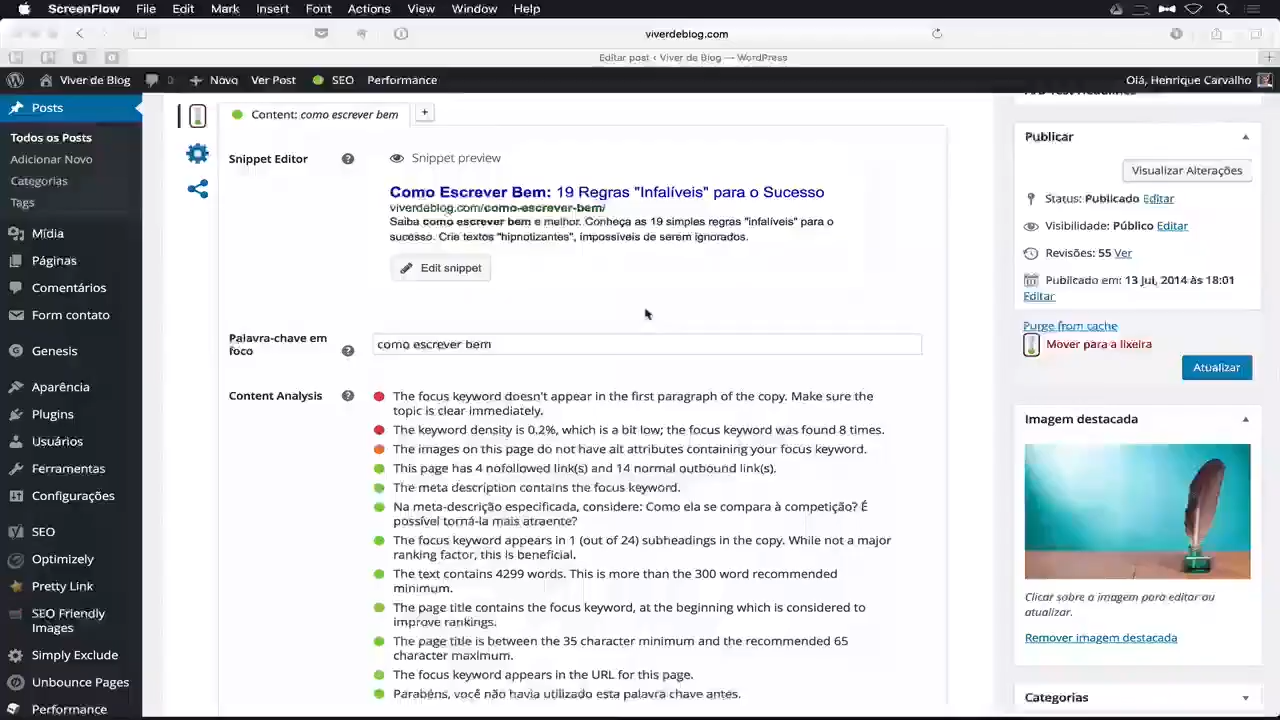 ScreenFlow File Edit Mark Insert Font Actions View Window Help
viverdeblog.com
Editar post ‹ Viver de Blog — WordPress
Viver de Blog 0 Novo Ver Post SEO Performance Olá, Henrique Carvalho
Posts
Todos os Posts
Adicionar Novo
Categorias
Tags
Mídia
Páginas
Comentários
Form contato
Genesis
Aparência
Plugins
Usuários
Ferramentas
Configurações
SEO
Optimizely
Pretty Link
SEO Friendly
Images
Simply Exclude
Unbounce Pages
Performance
Content: como escrever bem +
Snippet Editor ?
Snippet preview
Como Escrever Bem: 19 Regras "Infalíveis" para o Sucesso
viverdeblog.com/como-escrever-bem/
Saiba como escrever bem e melhor. Conheça as 19 simples regras "infalíveis" para o
sucesso. Crie textos "hipnotizantes", impossíveis de serem ignorados.
Edit snippet
Palavra-chave em
foco ?
como escrever bem
Content Analysis ?
The focus keyword doesn't appear in the first paragraph of the copy. Make sure the
topic is clear immediately.
The keyword density is 0.2%, which is a bit low; the focus keyword was found 8 times.
The images on this page do not have alt attributes containing your focus keyword.
This page has 4 nofollowed link(s) and 14 normal outbound link(s).
The meta description contains the focus keyword.
Na meta-descrição especificada, considere: Como ela se compara à competição? É
possível torná-la mais atraente?
The focus keyword appears in 1 (out of 24) subheadings in the copy. While not a major
ranking factor, this is beneficial.
The text contains 4299 words. This is more than the 300 word recommended
minimum.
The page title contains the focus keyword, at the beginning which is considered to
improve rankings.
The page title is between the 35 character minimum and the recommended 65
character maximum.
The focus keyword appears in the URL for this page.
Parabéns, você não havia utilizado esta palavra chave antes.
Publicar
Visualizar Alterações
Status: Publicado Editar
Visibilidade: Público Editar
Revisões: 55 Ver
Publicado em: 13 jul, 2014 às 18:01
Editar
Purge from cache
Mover para a lixeira
Atualizar
Imagem destacada
Clicar sobre a imagem para editar ou
atualizar.
Remover imagem destacada
Categorias